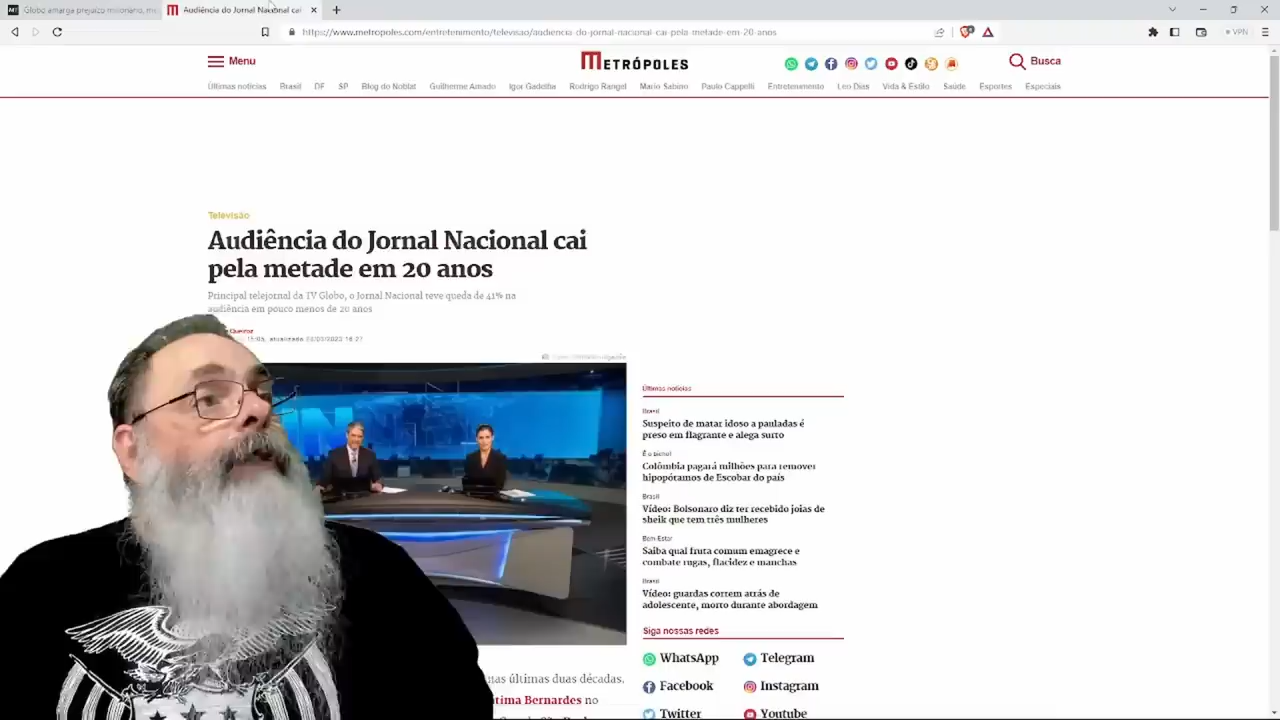 Globo amarga prejuízo milionário, me
Audiência do Jornal Nacional cai
https://www.metropoles.com/entretenimento/televisao/audiencia-do-jornal-nacional-cai-pela-metade-em-20-anos
VPN
Menu
METRÓPOLES
Busca
Últimas notícias Brasil DF SP Blog do Noblat Guilherme Amado Igor Gadelha Rodrigo Rangel Mario Sabino Paulo Cappelli Entretenimento Leo Dias Vida & Estilo Saúde Esportes Especiais
Televisão
Audiência do Jornal Nacional cai
pela metade em 20 anos
Principal telejornal da TV Globo, o Jornal Nacional teve queda de 41% na
audiência em pouco menos de 20 anos
Queiroz
atualizado
Últimas notícias
Brasil
Suspeito de matar idoso a pauladas é
preso em flagrante e alega surto
É o bicho!
Colômbia pagará milhões para remover
hipopótamos de Escobar do país
Brasil
Vídeo: Bolsonaro diz ter recebido joias de
sheik que tem três mulheres
Bem-Estar
Saiba qual fruta comum emagrece e
combate rugas, flacidez e manchas
Brasil
Vídeo: guardas correm atrás de
adolescente, morto durante abordagem
Siga nossas redes
WhatsApp Telegram
Facebook Instagram
Twitter Youtube
nas últimas duas décadas.
tima Bernardes no